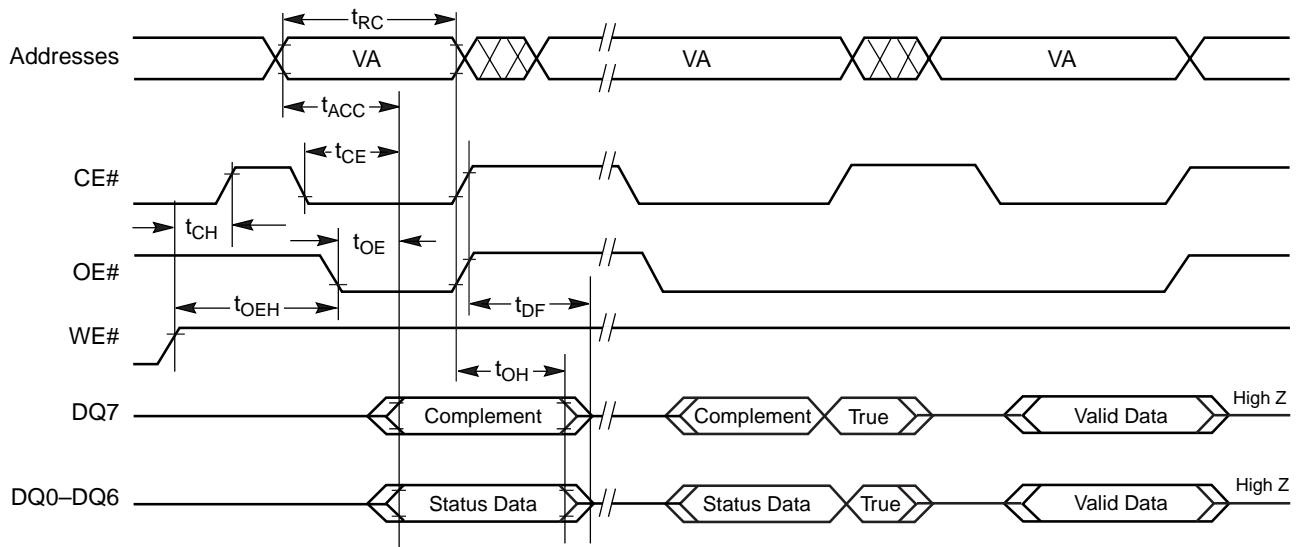 tRC
Addresses VA VA VA
tACC
tCE
CE#
tCH
tOE
OE#
tOEH
tDF
WE#
tOH
DQ7 Complement Complement True Valid Data High Z
DQ0–DQ6 Status Data Status Data True Valid Data High Z